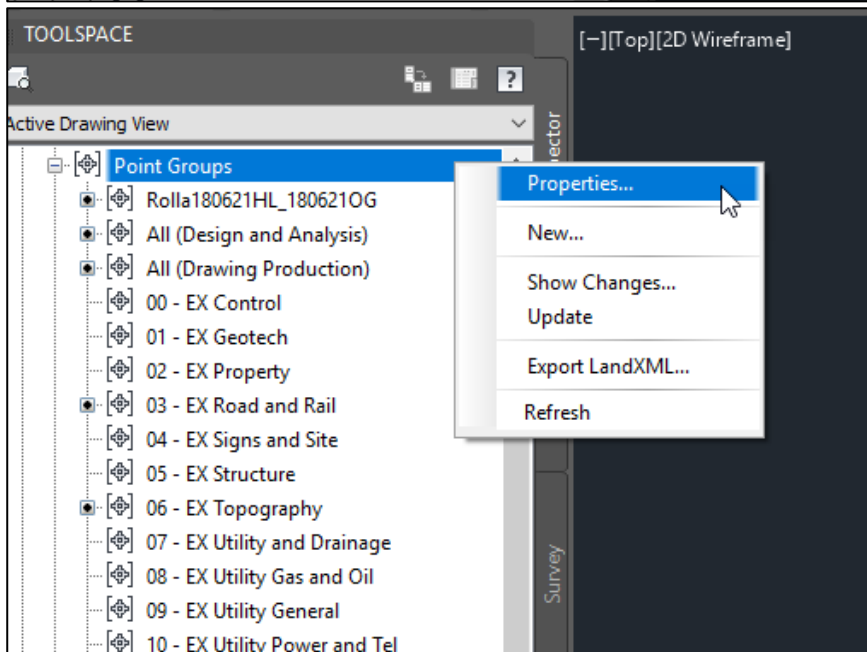 TOOLSPACE
[−][Top][2D Wireframe]
?
Active Drawing View
Point Groups
Rolla180621HL_180621OG
All (Design and Analysis)
All (Drawing Production)
00 - EX Control
01 - EX Geotech
02 - EX Property
03 - EX Road and Rail
04 - EX Signs and Site
05 - EX Structure
06 - EX Topography
07 - EX Utility and Drainage
08 - EX Utility Gas and Oil
09 - EX Utility General
10 - EX Utility Power and Tel
Properties...
New...
Show Changes...
Update
Export LandXML...
Refresh
Survey